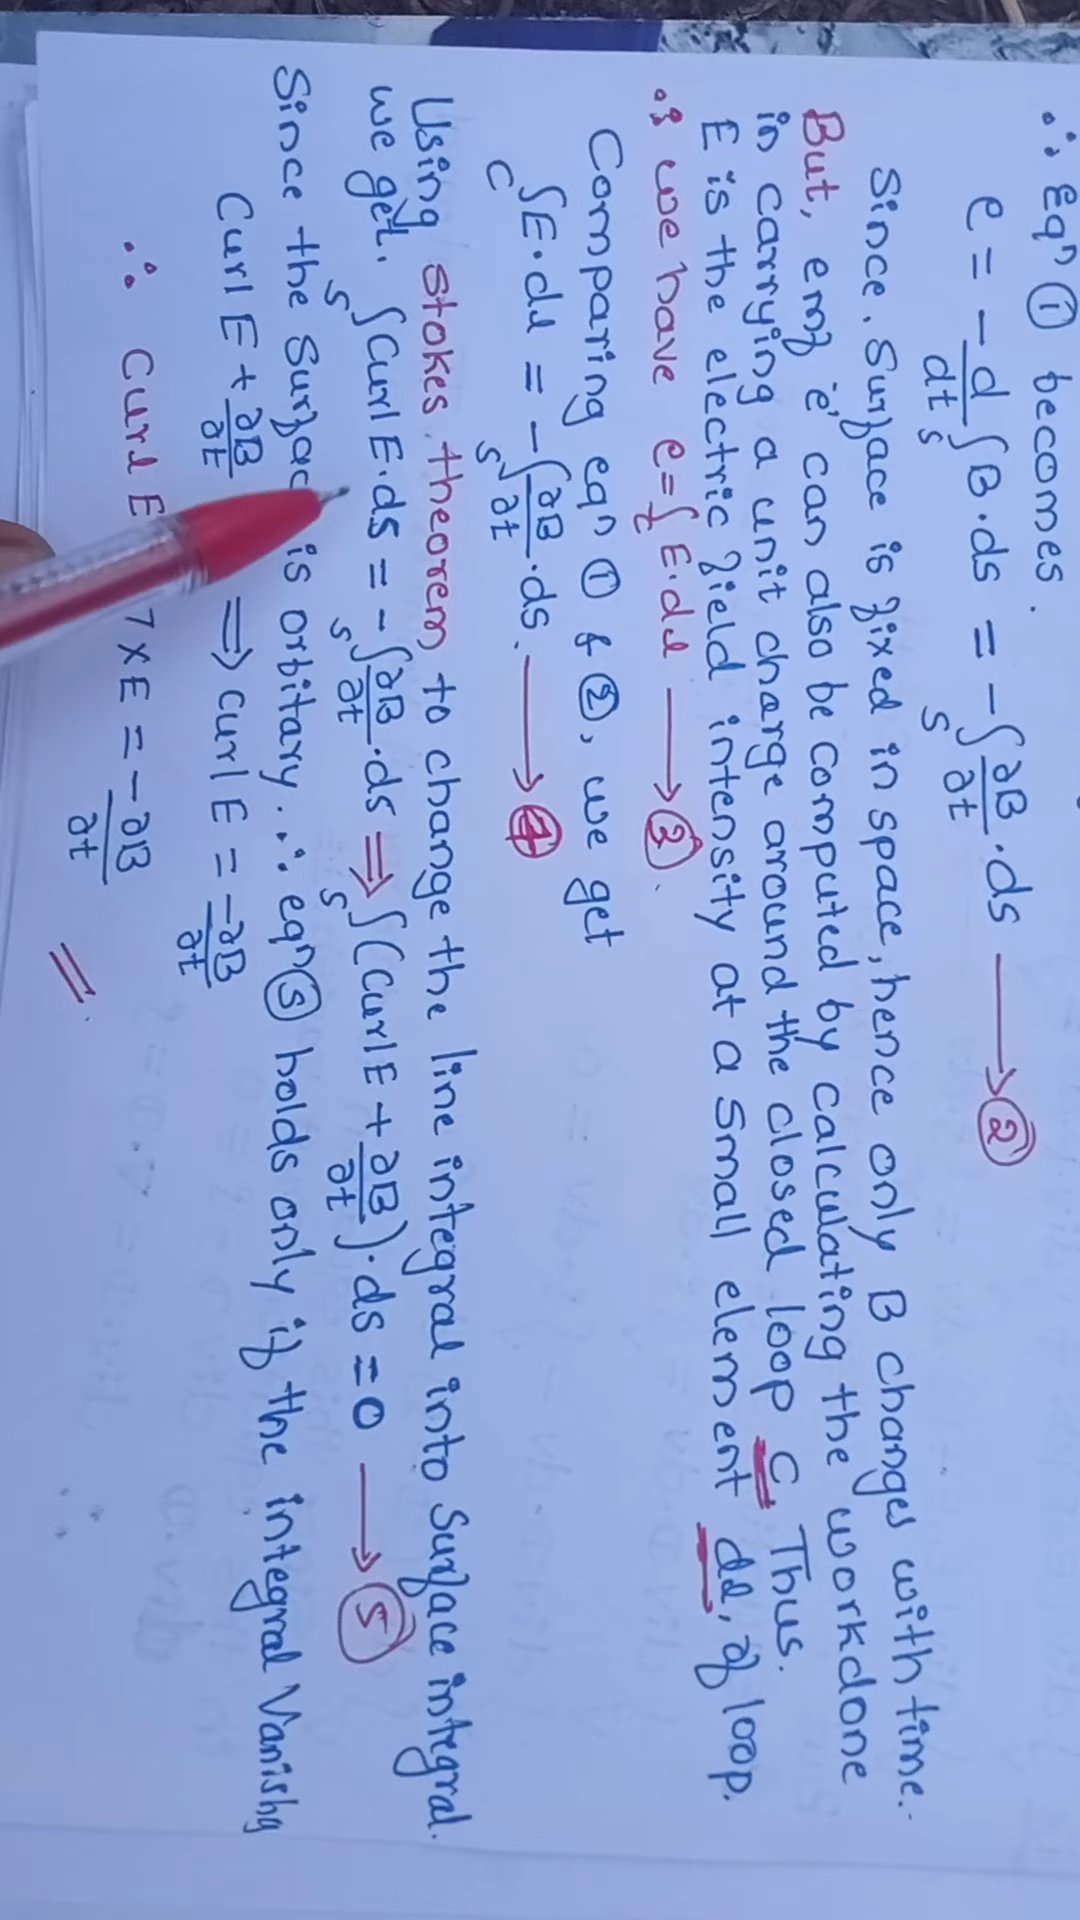 ∴ Eqⁿ ① becomes.
e = - d/dt ∫s B.ds = - ∫s ∂B/∂t .ds ⟶ ②
Since, Surface is fixed in space, hence only B changes with time.
But, emf 'e' can also be computed by calculating the workdone
in carrying a unit charge around the closed loop C. Thus.
E is the electric field intensity at a small element dl, of loop.
∴ we have e = ∫c E.dl ⟶ ③.
Comparing eqⁿ ① & ②, we get
∫c E.dl = - ∫s ∂B/∂t .ds. ⟶ ④
Using stokes theorem, to change the line integral into surface integral.
we get. ∫s Curl E.ds = - ∫s ∂B/∂t .ds ⟹ ∫s (Curl E + ∂B/∂t).ds = 0 ⟶ ⑤
Since the Surfac is orbitary. ∴ eqⁿ ⑤ holds only if the integral Vanishq
Curl E + ∂B/∂t ⟹ Curl E = -∂B/∂t
∴ Curl E × E = -∂B/∂t